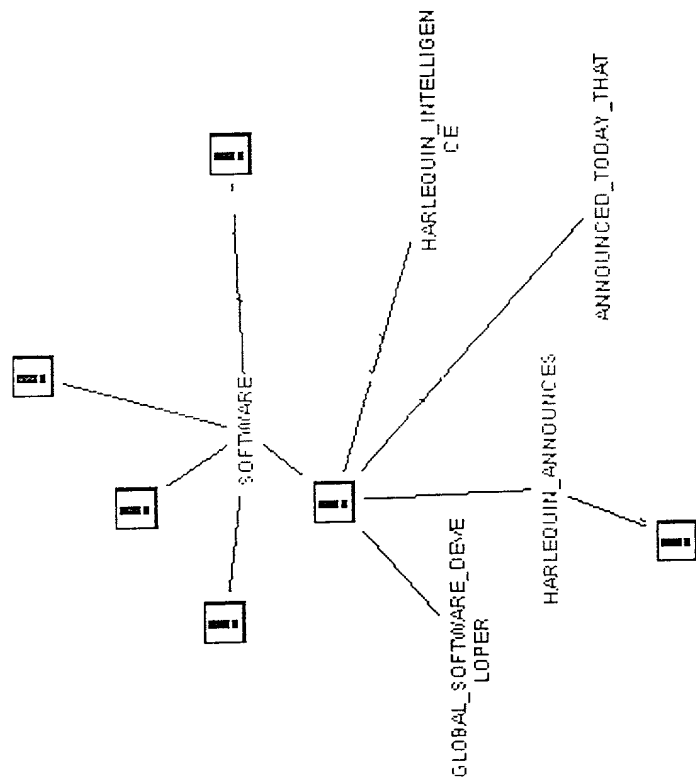 SOFTWARE
HARLEQUIN_INTELLIGEN
CE
ANNOUNCED_TODAY_THAT
HARLEQUIN_ANNOUNCES
GLOBAL_SOFTWARE_DEVE
LOPER